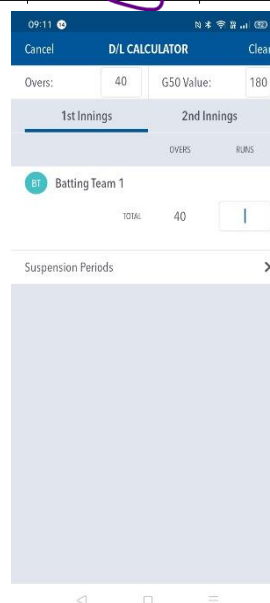 09:11
Cancel D/L CALCULATOR Clear
Overs: 40 G50 Value: 180
1st Innings 2nd Innings
OVERS RUNS
BT Batting Team 1
TOTAL 40
Suspension Periods